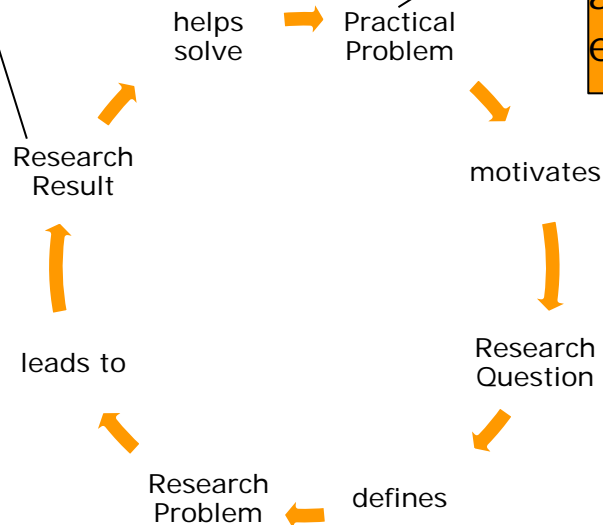 helps
solve
Practical
Problem
motivates
Research
Question
defines
Research
Problem
leads to
Research
Result